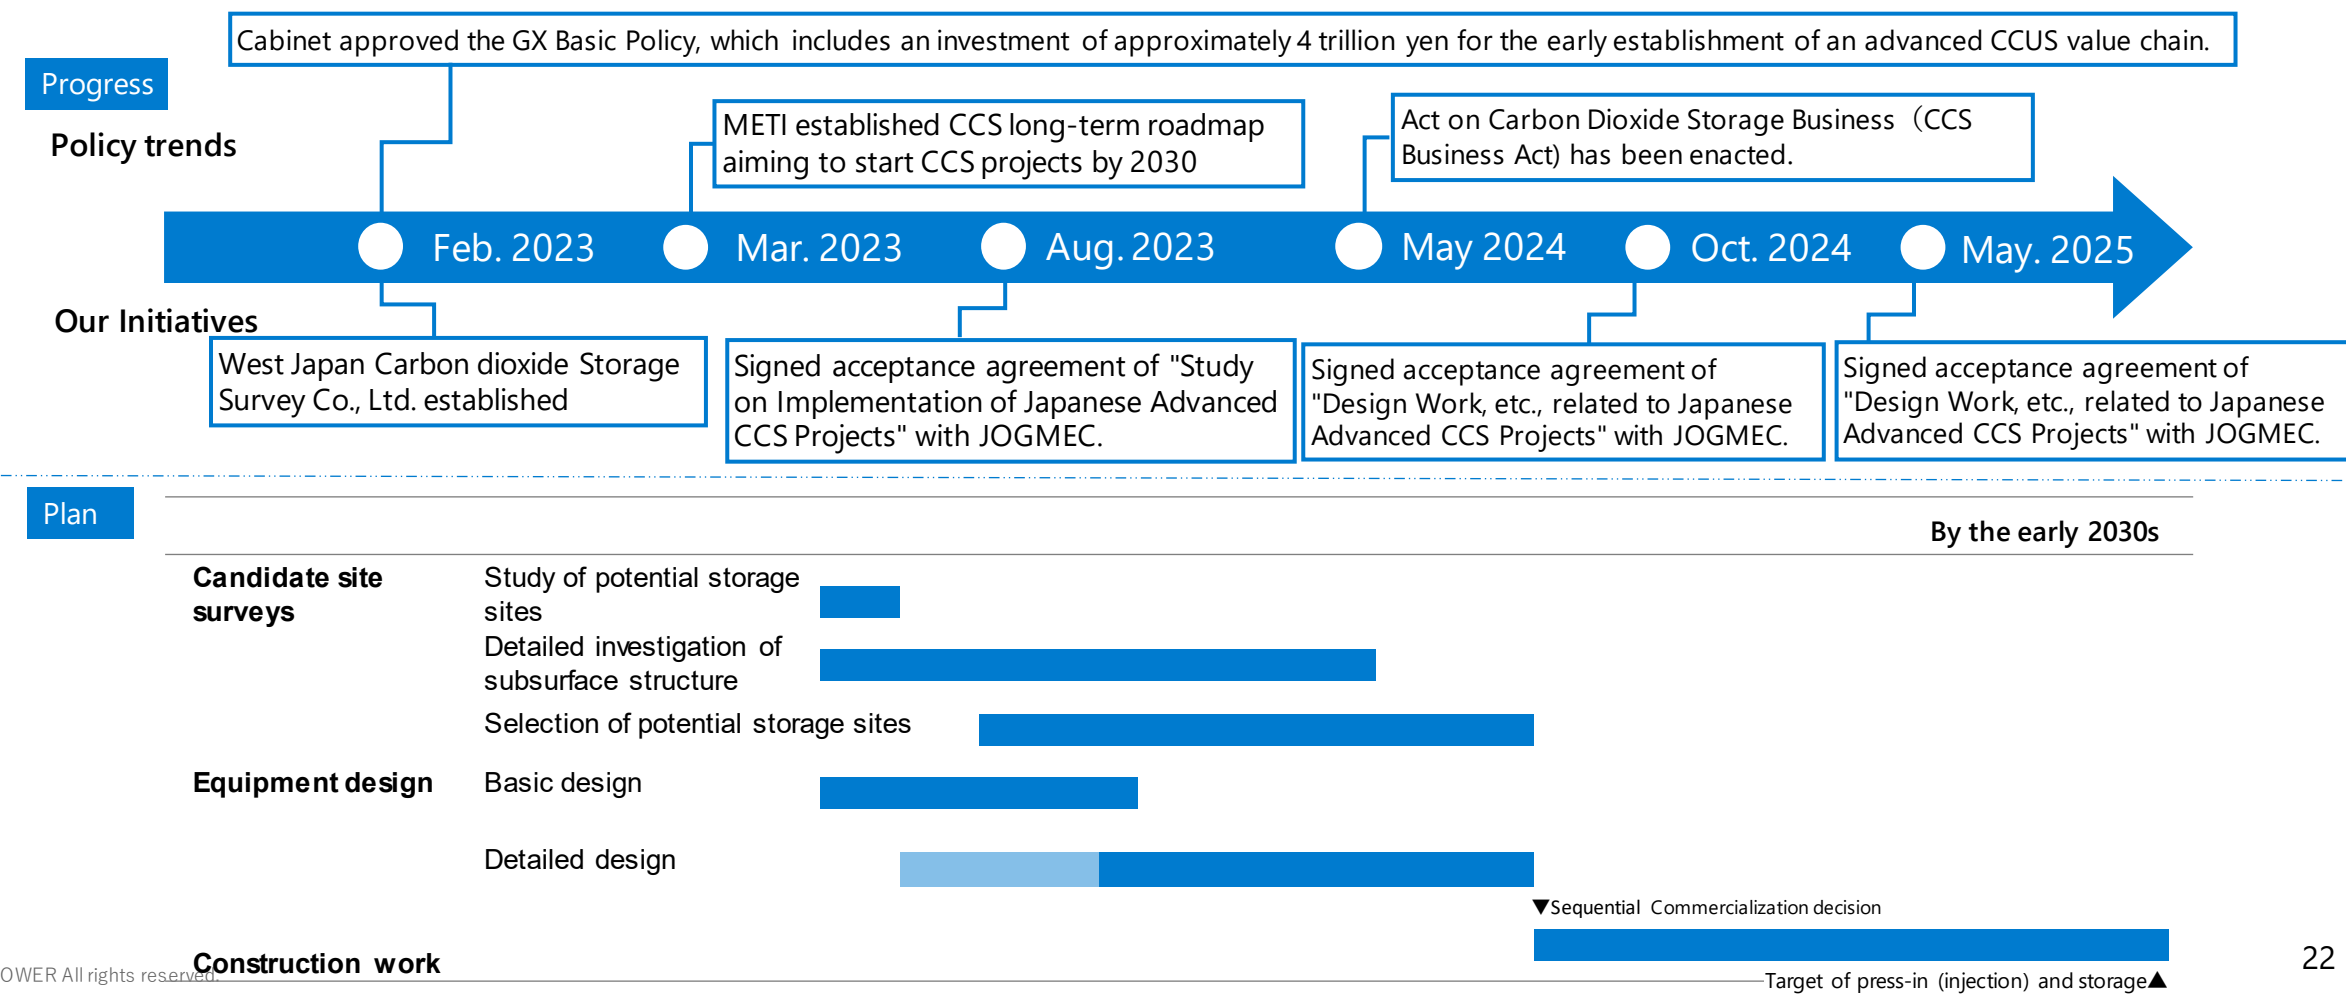 Cabinet approved the GX Basic Policy, which includes an investment of approximately 4 trillion yen for the early establishment of an advanced CCUS value chain.
Progress
Policy trends
METI established CCS long-term roadmap
aiming to start CCS projects by 2030
Act on Carbon Dioxide Storage Business（CCS
Business Act) has been enacted.
Feb. 2023
Mar. 2023
Aug. 2023
May 2024
Oct. 2024
May. 2025
Our Initiatives
West Japan Carbon dioxide Storage
Survey Co., Ltd. established
Signed acceptance agreement of "Study
on Implementation of Japanese Advanced
CCS Projects" with JOGMEC.
Signed acceptance agreement of
"Design Work, etc., related to Japanese
Advanced CCS Projects" with JOGMEC.
Signed acceptance agreement of
"Design Work, etc., related to Japanese
Advanced CCS Projects" with JOGMEC.
Plan
By the early 2030s
Candidate site
surveys
Study of potential storage
sites
Detailed investigation of
subsurface structure
Selection of potential storage sites
Equipment design
Basic design
Detailed design
▼Sequential Commercialization decision
Construction work
Target of press-in (injection) and storage▲
OWER All rights reserved.
22